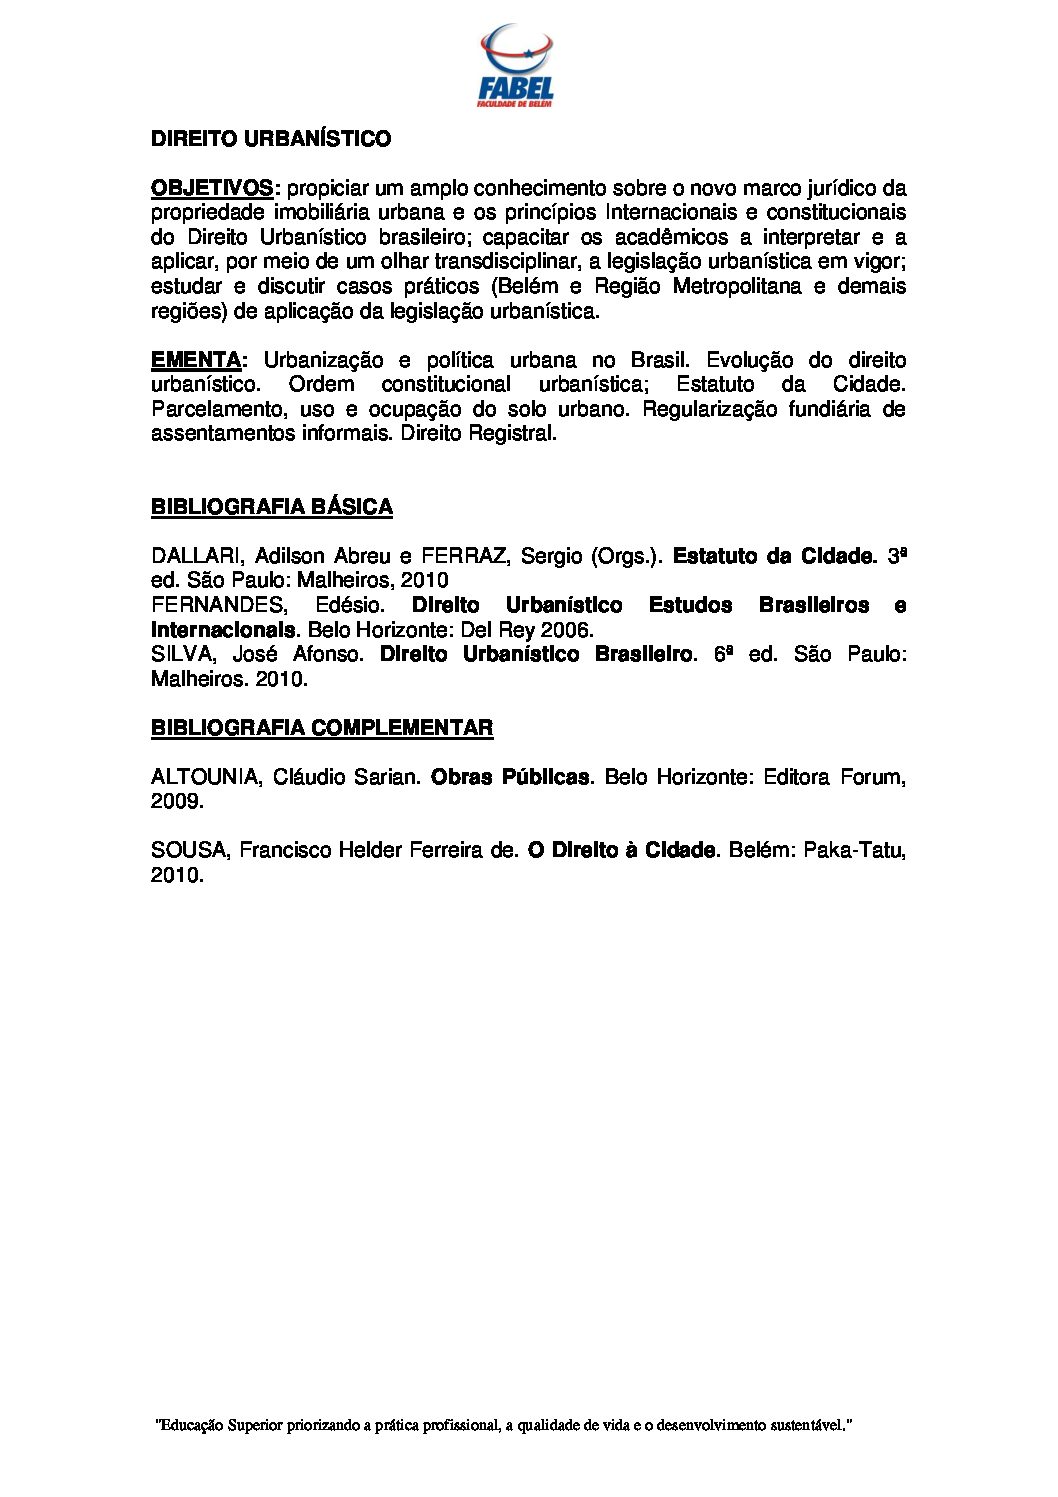 FABEL
FACULDADE DE BELÉM
DIREITO URBANÍSTICO
OBJETIVOS: propiciar um amplo conhecimento sobre o novo marco jurídico da
propriedade imobiliária urbana e os princípios Internacionais e constitucionais
do Direito Urbanístico brasileiro; capacitar os acadêmicos a interpretar e a
aplicar, por meio de um olhar transdisciplinar, a legislação urbanística em vigor;
estudar e discutir casos práticos (Belém e Região Metropolitana e demais
regiões) de aplicação da legislação urbanística.
EMENTA: Urbanização e política urbana no Brasil. Evolução do direito
urbanístico. Ordem constitucional urbanística; Estatuto da Cidade.
Parcelamento, uso e ocupação do solo urbano. Regularização fundiária de
assentamentos informais. Direito Registral.
BIBLIOGRAFIA BÁSICA
DALLARI, Adilson Abreu e FERRAZ, Sergio (Orgs.). Estatuto da Cidade. 3ª
ed. São Paulo: Malheiros, 2010
FERNANDES, Edésio. Direito Urbanístico Estudos Brasileiros e
Internacionais. Belo Horizonte: Del Rey 2006.
SILVA, José Afonso. Direito Urbanístico Brasileiro. 6ª ed. São Paulo:
Malheiros. 2010.
BIBLIOGRAFIA COMPLEMENTAR
ALTOUNIA, Cláudio Sarian. Obras Públicas. Belo Horizonte: Editora Forum,
2009.
SOUSA, Francisco Helder Ferreira de. O Direito à Cidade. Belém: Paka-Tatu,
2010.
"Educação Superior priorizando a prática profissional, a qualidade de vida e o desenvolvimento sustentável."